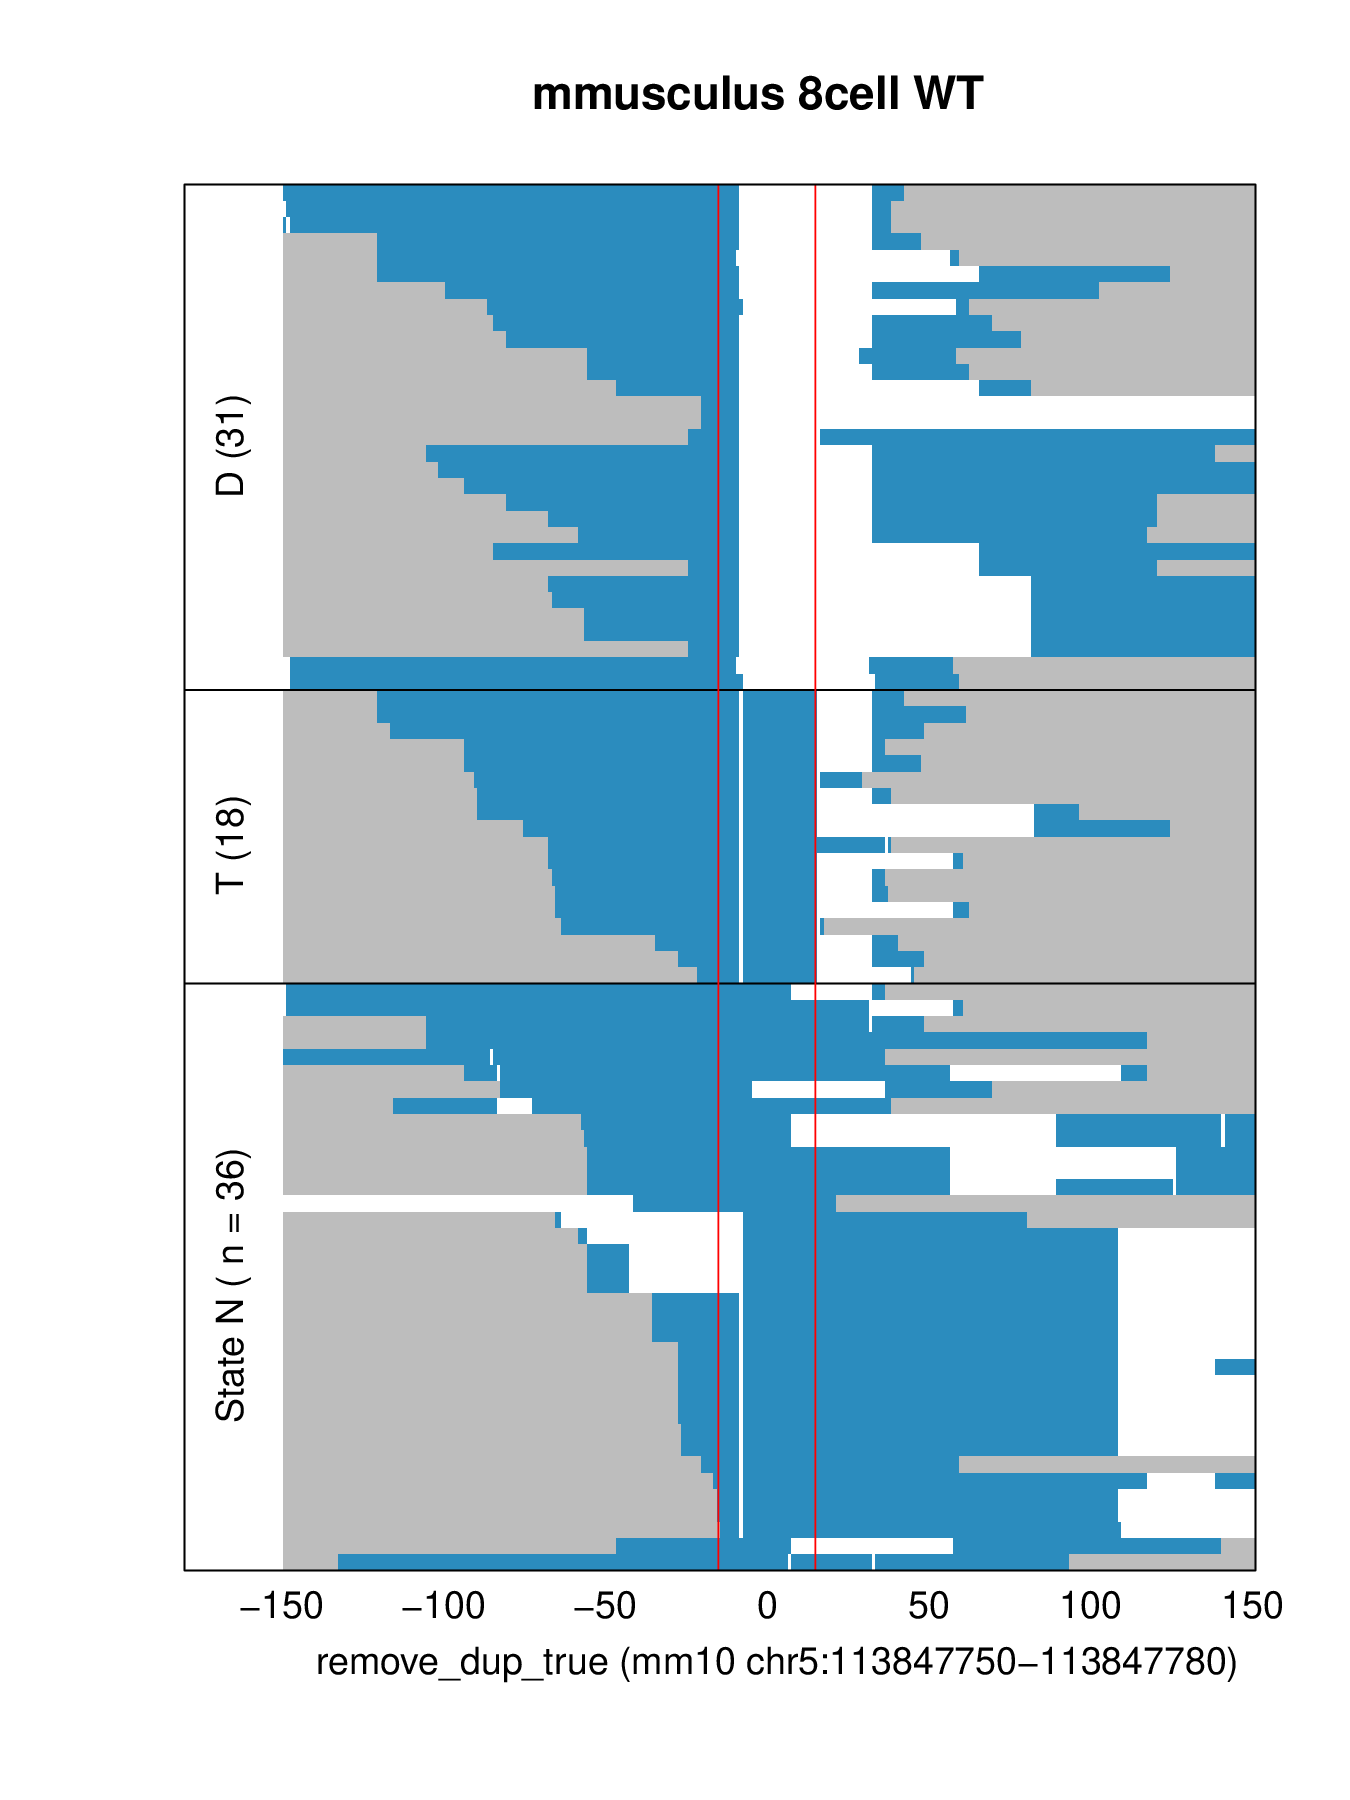 mmusculus 8cell WT
D (31)
T (18)
State N ( n = 36)
−150 −100 −50 0 50 100 150
remove_dup_true (mm10 chr5:113847750−113847780)